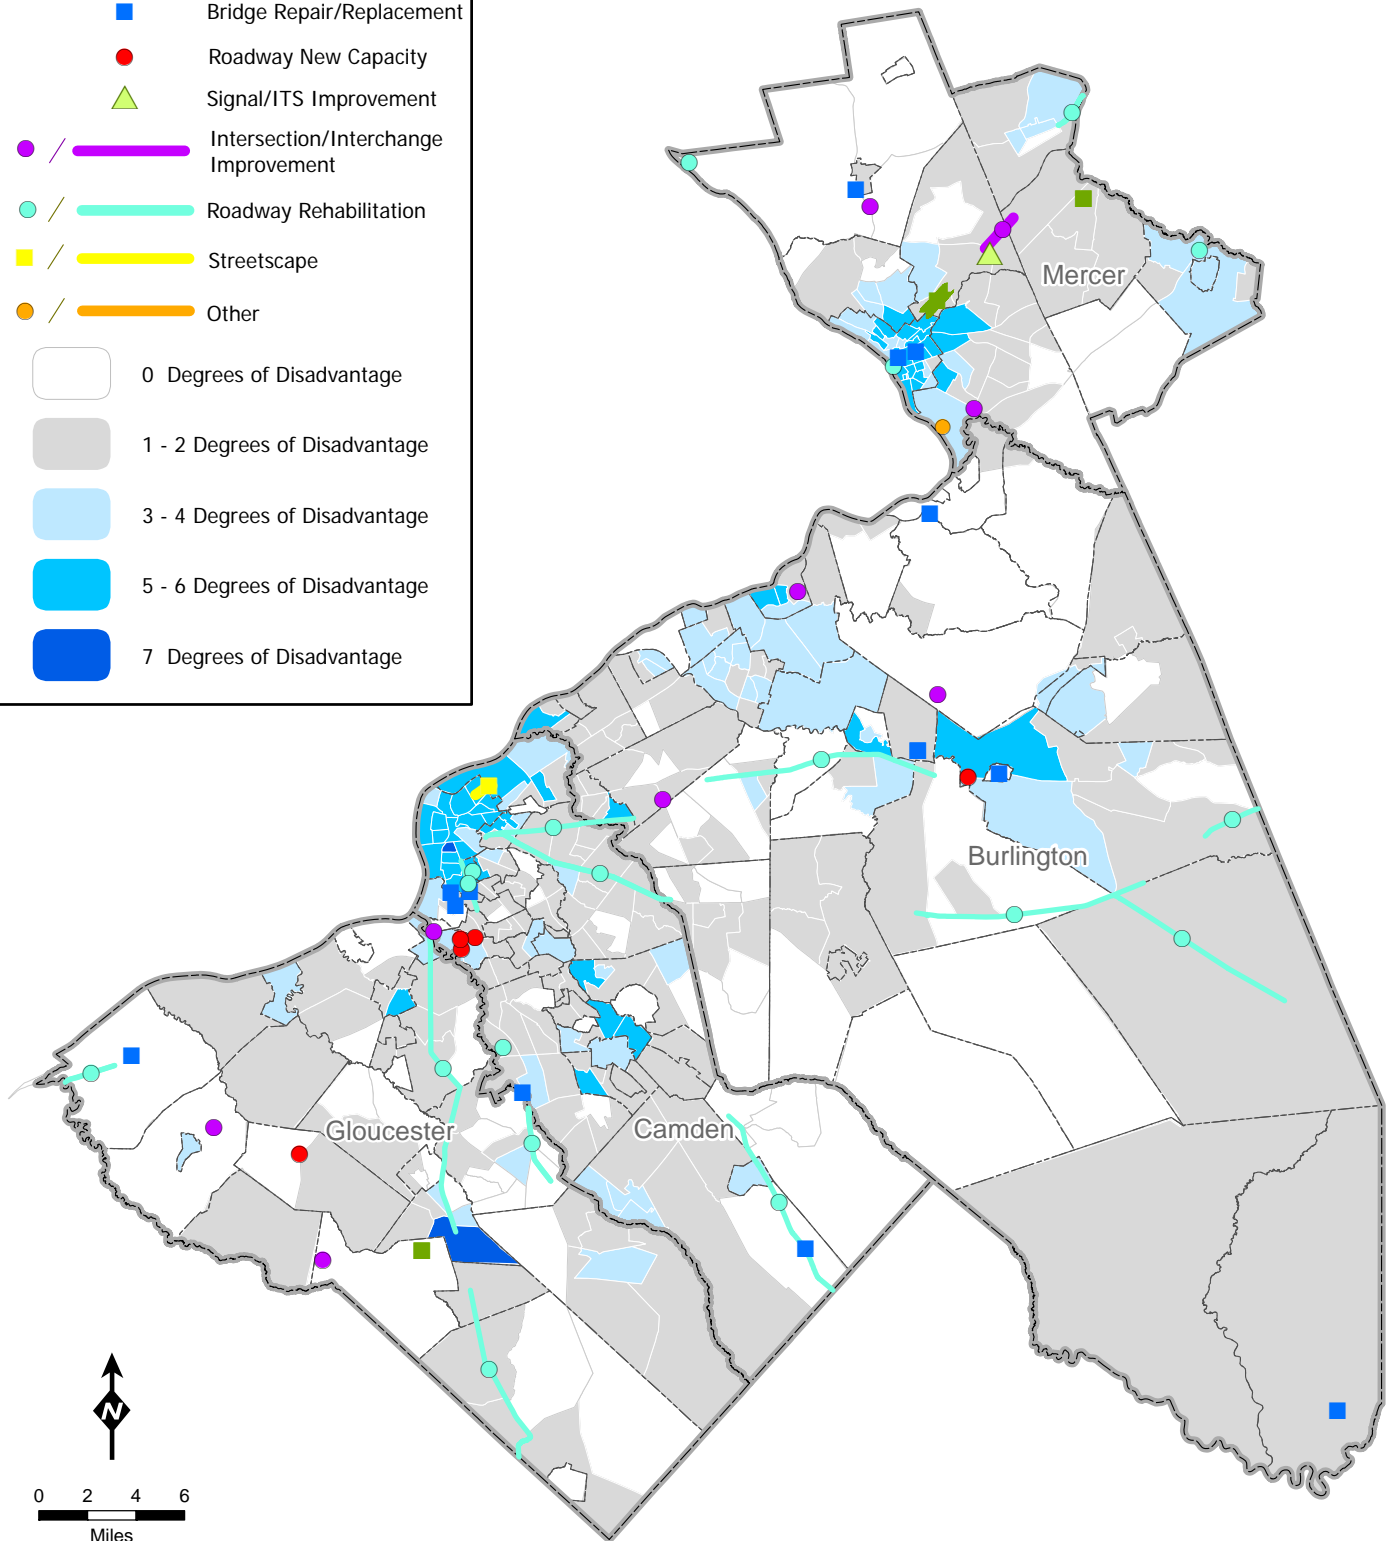 Bridge Repair/Replacement
Roadway New Capacity
Signal/ITS Improvement
Intersection/Interchange
Improvement
Roadway Rehabilitation
Streetscape
Other
0 Degrees of Disadvantage
1 - 2 Degrees of Disadvantage
3 - 4 Degrees of Disadvantage
5 - 6 Degrees of Disadvantage
7 Degrees of Disadvantage
Mercer
Burlington
Camden
Gloucester
N
0 2 4 6
Miles